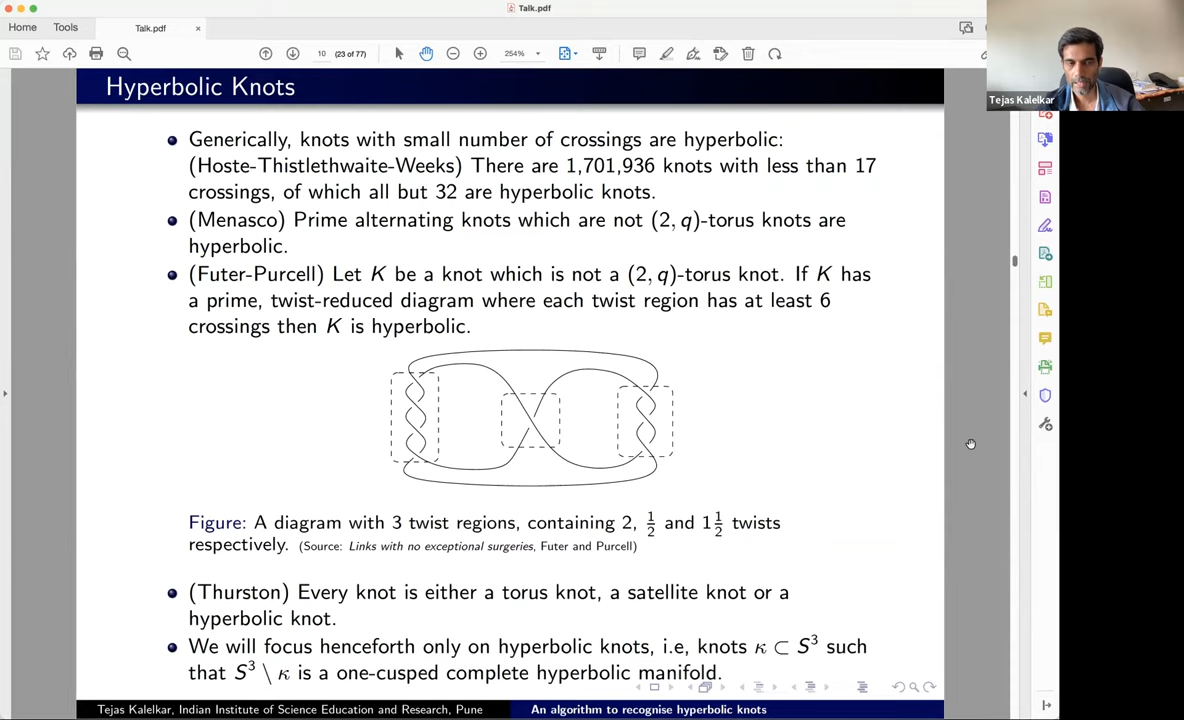 Talk.pdf
Home Tools Talk.pdf ×
10 (23 of 77) 254%
Tejas Kalelkar
Hyperbolic Knots
Generically, knots with small number of crossings are hyperbolic:
(Hoste-Thistlethwaite-Weeks) There are 1,701,936 knots with less than 17
crossings, of which all but 32 are hyperbolic knots.
(Menasco) Prime alternating knots which are not (2, q)-torus knots are
hyperbolic.
(Futer-Purcell) Let K be a knot which is not a (2, q)-torus knot. If K has
a prime, twist-reduced diagram where each twist region has at least 6
crossings then K is hyperbolic.
Figure: A diagram with 3 twist regions, containing 2, 1/2 and 1 1/2 twists
respectively. (Source: Links with no exceptional surgeries, Futer and Purcell)
(Thurston) Every knot is either a torus knot, a satellite knot or a
hyperbolic knot.
We will focus henceforth only on hyperbolic knots, i.e, knots κ ⊂ S³ such
that S³ \ κ is a one-cusped complete hyperbolic manifold.
Tejas Kalelkar, Indian Institute of Science Education and Research, Pune An algorithm to recognise hyperbolic knots